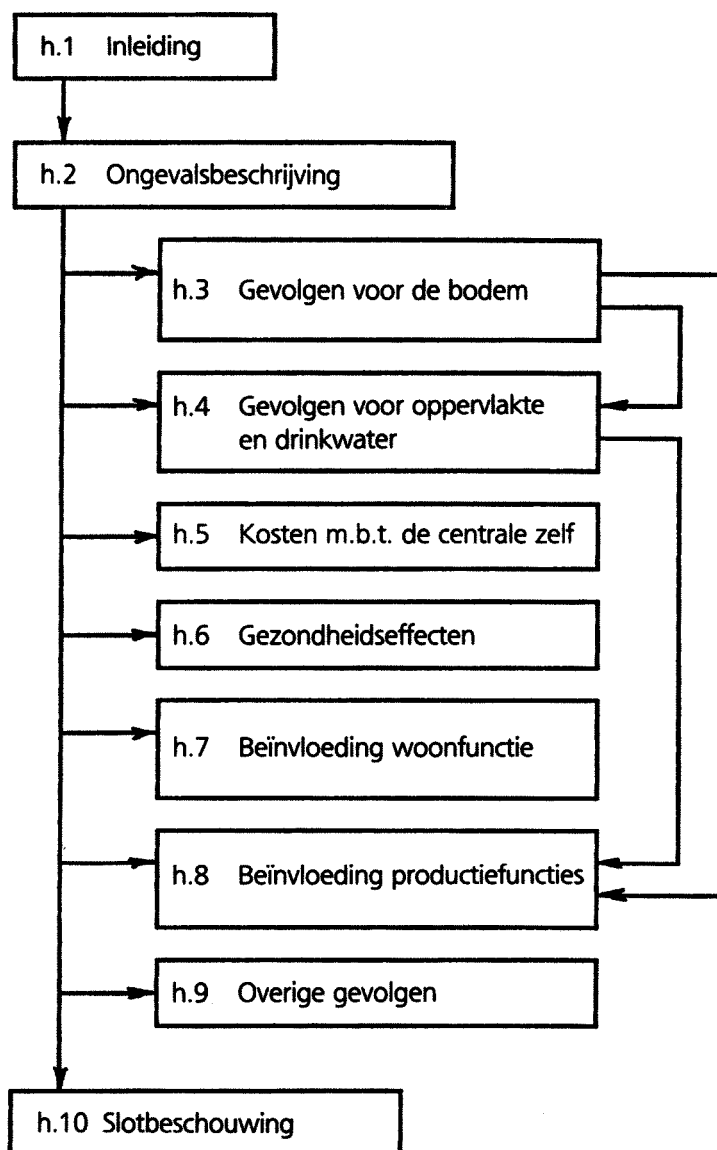 h.1 Inleiding
h.2 Ongevalsbeschrijving
h.3 Gevolgen voor de bodem
h.4 Gevolgen voor oppervlakte
en drinkwater
h.5 Kosten m.b.t. de centrale zelf
h.6 Gezondheidseffecten
h.7 Beïnvloeding woonfunctie
h.8 Beïnvloeding productiefuncties
h.9 Overige gevolgen
h.10 Slotbeschouwing